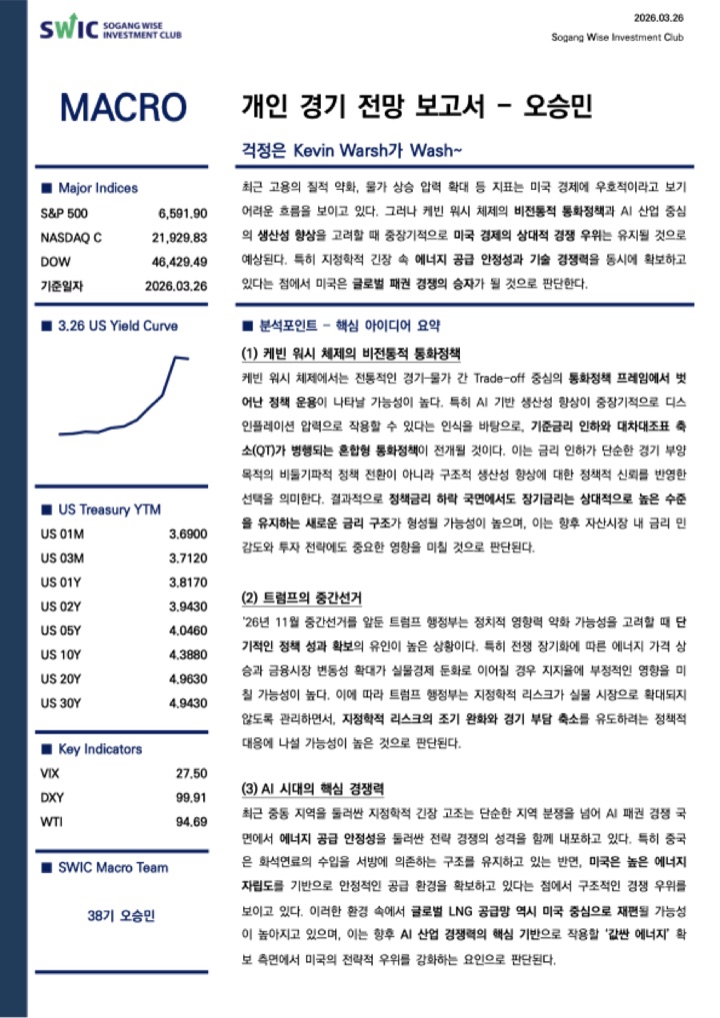 SWIC SOGANG WISE
INVESTMENT CLUB
2026.03.26
Sogang Wise Investment Club
MACRO
개인 경기 전망 보고서 - 오승민
걱정은 Kevin Warsh가 Wash~
■ Major Indices
S&P 500 6,591.90
NASDAQ C 21,929.83
DOW 46,429.49
기준일자 2026.03.26
■ 3.26 US Yield Curve
■ US Treasury YTM
US 01M 3.6900
US 03M 3.7120
US 01Y 3.8170
US 02Y 3.9430
US 05Y 4.0460
US 10Y 4.3880
US 20Y 4.9630
US 30Y 4.9430
■ Key Indicators
VIX 27.50
DXY 99.91
WTI 94.69
■ SWIC Macro Team
38기 오승민
최근 고용의 질적 약화, 물가 상승 압력 확대 등 지표는 미국 경제에 우호적이라고 보기
어려운 흐름을 보이고 있다. 그러나 케빈 워시 체제의 비전통적 통화정책과 AI 산업 중심
의 생산성 향상을 고려할 때 중장기적으로 미국 경제의 상대적 경쟁 우위는 유지될 것으로
예상된다. 특히 지정학적 긴장 속 에너지 공급 안정성과 기술 경쟁력을 동시에 확보하고
있다는 점에서 미국은 글로벌 패권 경쟁의 승자가 될 것으로 판단한다.
■ 분석포인트 - 핵심 아이디어 요약
(1) 케빈 워시 체제의 비전통적 통화정책
케빈 워시 체제에서는 전통적인 경기-물가 간 Trade-off 중심의 통화정책 프레임에서 벗
어난 정책 운용이 나타날 가능성이 높다. 특히 AI 기반 생산성 향상이 중장기적으로 디스
인플레이션 압력으로 작용할 수 있다는 인식을 바탕으로, 기준금리 인하와 대차대조표 축
소(QT)가 병행되는 혼합형 통화정책이 전개될 것이다. 이는 금리 인하가 단순한 경기 부양
목적의 비둘기파적 정책 전환이 아니라 구조적 생산성 향상에 대한 정책적 신뢰를 반영한
선택을 의미한다. 결과적으로 정책금리 하락 국면에서도 장기금리는 상대적으로 높은 수준
을 유지하는 새로운 금리 구조가 형성될 가능성이 높으며, 이는 향후 자산시장 내 금리 민
감도와 투자 전략에도 중요한 영향을 미칠 것으로 판단된다.
(2) 트럼프의 중간선거
'26년 11월 중간선거를 앞둔 트럼프 행정부는 정치적 영향력 약화 가능성을 고려할 때 단
기적인 정책 성과 확보의 유인이 높은 상황이다. 특히 전쟁 장기화에 따른 에너지 가격 상
승과 금융시장 변동성 확대가 실물경제 둔화로 이어질 경우 지지율에 부정적인 영향을 미
칠 가능성이 높다. 이에 따라 트럼프 행정부는 지정학적 리스크가 실물 시장으로 확대되지
않도록 관리하면서, 지정학적 리스크의 조기 완화와 경기 부담 축소를 유도하려는 정책적
대응에 나설 가능성이 높은 것으로 판단된다.
(3) AI 시대의 핵심 경쟁력
최근 중동 지역을 둘러싼 지정학적 긴장 고조는 단순한 지역 분쟁을 넘어 AI 패권 경쟁 국
면에서 에너지 공급 안정성을 둘러싼 전략 경쟁의 성격을 함께 내포하고 있다. 특히 중국
은 화석연료의 수입을 서방에 의존하는 구조를 유지하고 있는 반면, 미국은 높은 에너지
자립도를 기반으로 안정적인 공급 환경을 확보하고 있다는 점에서 구조적인 경쟁 우위를
보이고 있다. 이러한 환경 속에서 글로벌 LNG 공급망 역시 미국 중심으로 재편될 가능성
이 높아지고 있으며, 이는 향후 AI 산업 경쟁력의 핵심 기반으로 작용할 '값싼 에너지' 확
보 측면에서 미국의 전략적 우위를 강화하는 요인으로 판단된다.